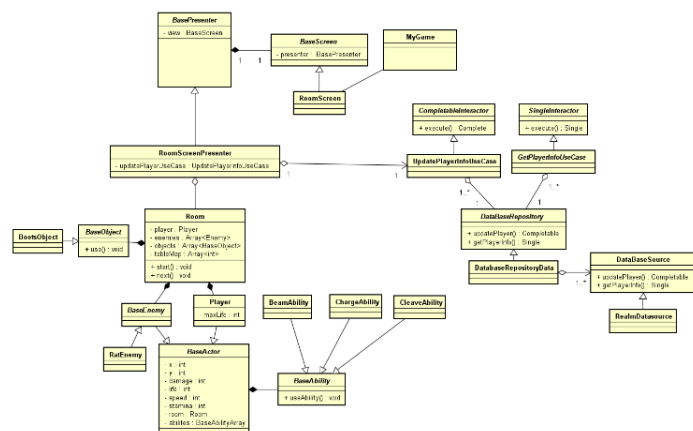 BasePresenter
- view : BaseScreen
BaseScreen
- presenter : BasePresenter
MyGame
1
1
RoomScreen
CompletableInteractor
+ execute() : Complete
SingleInteractor
+ execute() : Single
RoomScreenPresenter
- updatePlayerUseCase : UpdatePlayerInfoUseCase
1
1
UpdatePlayerInfoUseCase
GetPlayerInfoUseCase
1..*
1..*
1
1
DataBaseRepository
+ updatePlayer() : Completable
+ getPlayerInfo() : Single
Room
- player : Player
- enemies : Array<Enemy>
- objects : Array<BaseObject>
- tableMap : Array<int>
+ start() : void
+ next() : void
BootsObject
BaseObject
+ use() : void
DatabaseRepositoryData
1..*
DataBaseSource
+ updatePlayer() : Completable
+ getPlayerInfo() : Single
RealmDatasource
BaseEnemy
Player
maxLife : int
BeamAbility
ChargeAbility
CleaveAbility
RatEnemy
BaseActor
- x : int
- y : int
- damage : int
- life : int
- speed : int
- stamina : int
- room : Room
- abilites : BaseAbilityArray
BaseAbility
+ useAbility() : void